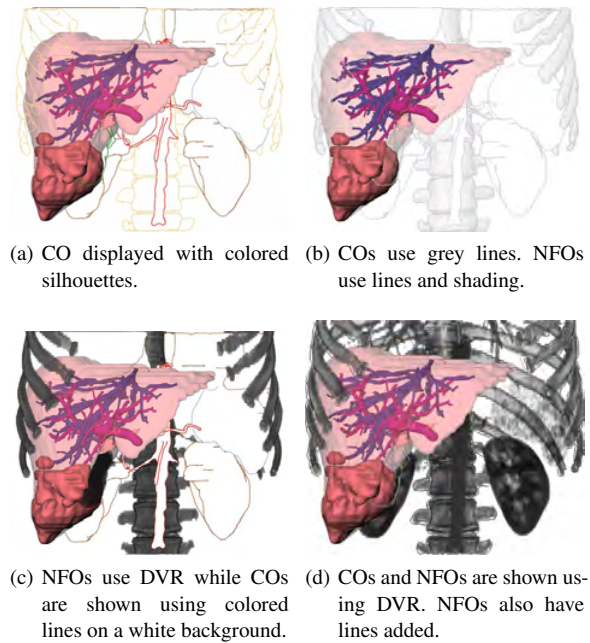 (a) CO displayed with colored
silhouettes.
(b) COs use grey lines. NFOs
use lines and shading.
(c) NFOs use DVR while COs
are shown using colored
lines on a white background.
(d) COs and NFOs are shown us-
ing DVR. NFOs also have
lines added.